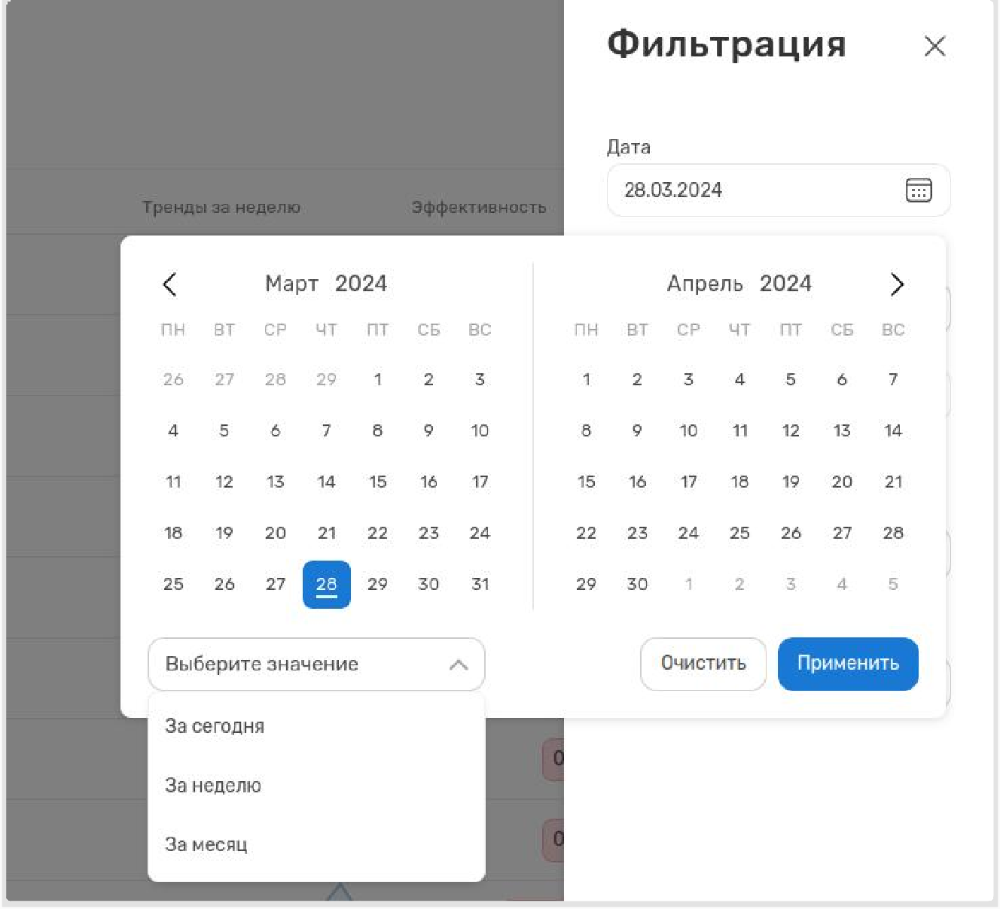 Фильтрация
Дата
28.03.2024
Тренды за неделю Эффективность
Март 2024 Апрель 2024
ПН ВТ СР ЧТ ПТ СБ ВС ПН ВТ СР ЧТ ПТ СБ ВС
26 27 28 29 1 2 3 1 2 3 4 5 6 7
4 5 6 7 8 9 10 8 9 10 11 12 13 14
11 12 13 14 15 16 17 15 16 17 18 19 20 21
18 19 20 21 22 23 24 22 23 24 25 26 27 28
25 26 27 28 29 30 31 29 30 1 2 3 4 5
Выберите значение Очистить Применить
За сегодня
За неделю
За месяц